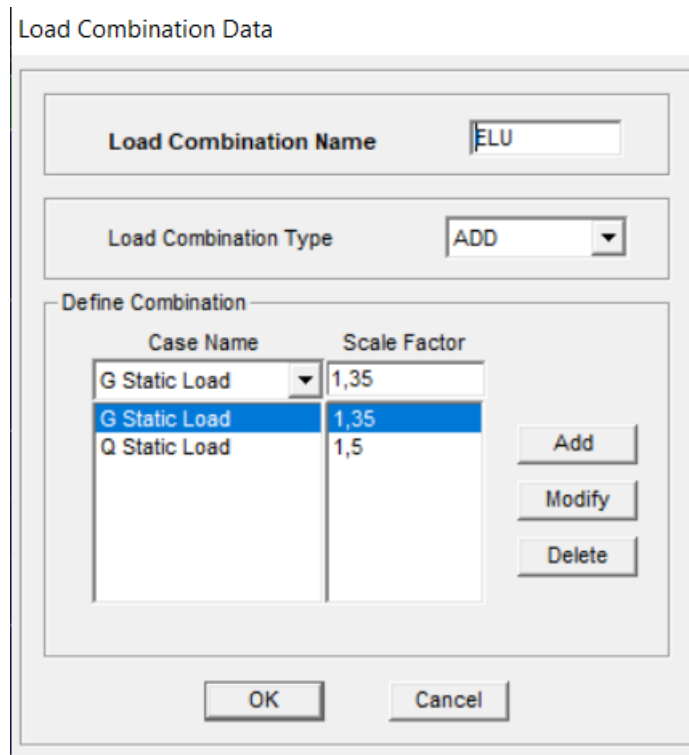 Load Combination Data
Load Combination Name ELU
Load Combination Type ADD
Define Combination
Case Name Scale Factor
G Static Load 1,35
G Static Load 1,35
Q Static Load 1,5
Add
Modify
Delete
OK Cancel